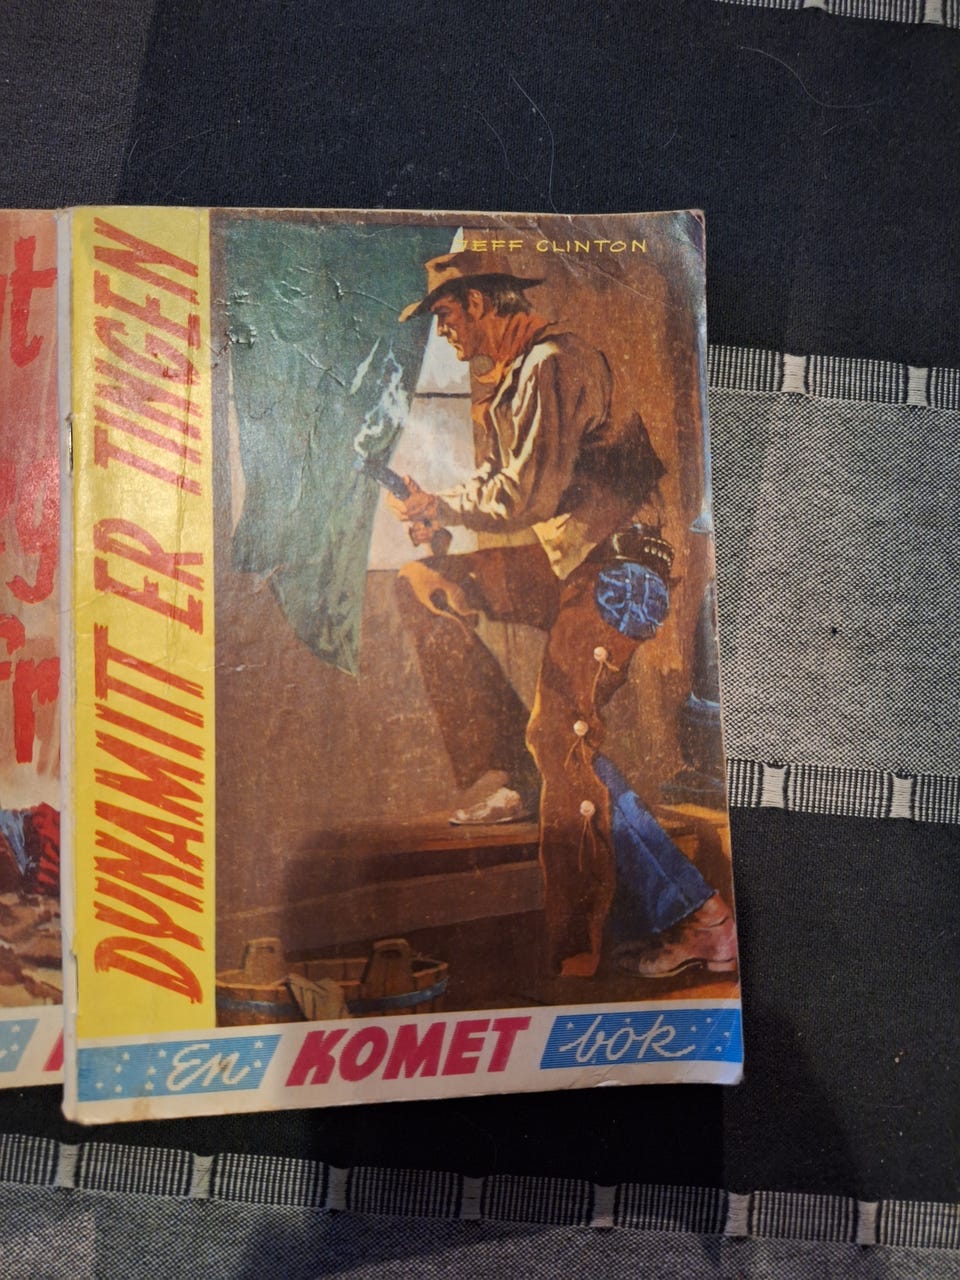 DYNAMITT ER TINGEN
JEFF CLINTON
En KOMET bok